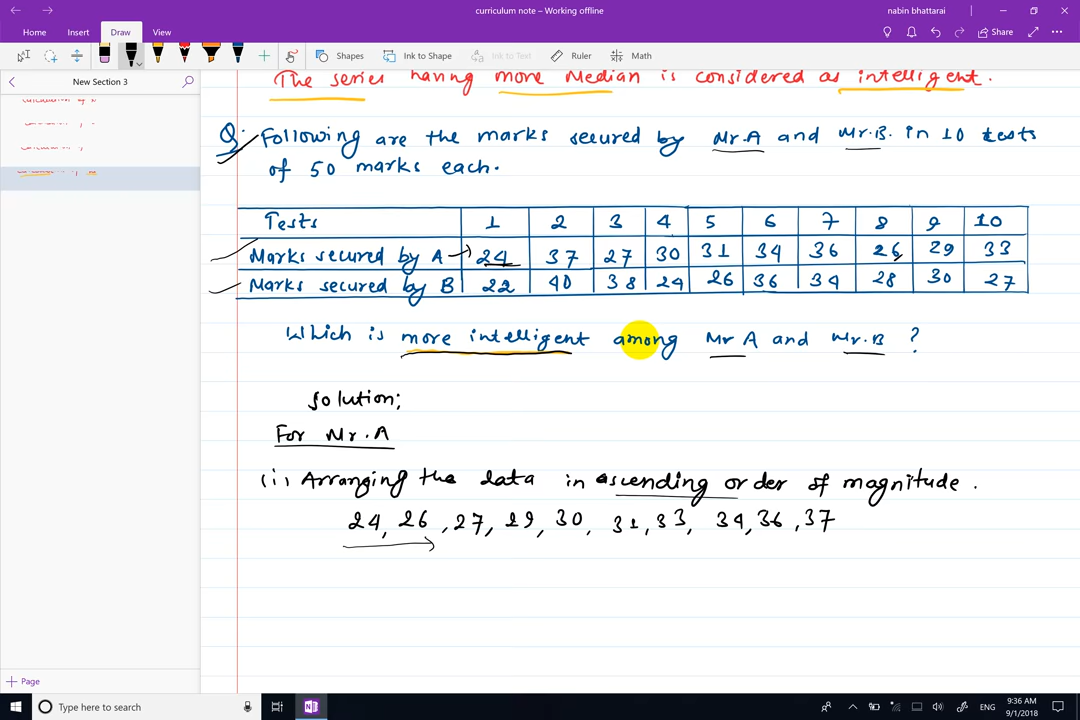 curriculum note – Working offline
nabin bhattarai
Home Insert Draw View
Share
Shapes Ink to Shape Ink to Text Ruler Math
New Section 3
The series having more Median is considered as intelligent.
Q. Following are the marks secured by Mr.A and Mr.B. in 10 tests
of 50 marks each.
Tests 1 2 3 4 5 6 7 8 9 10
Marks secured by A 24 37 27 30 31 34 36 26 29 33
Marks secured by B 22 40 38 24 26 36 34 28 30 27
Which is more intelligent among Mr A and Mr.B ?
Solution;
For Mr.A
(i) Arranging the data in ascending order of magnitude.
24, 26, 27, 29, 30, 31, 33, 34, 36, 37
Page
Type here to search
ENG
9:36 AM
9/1/2018